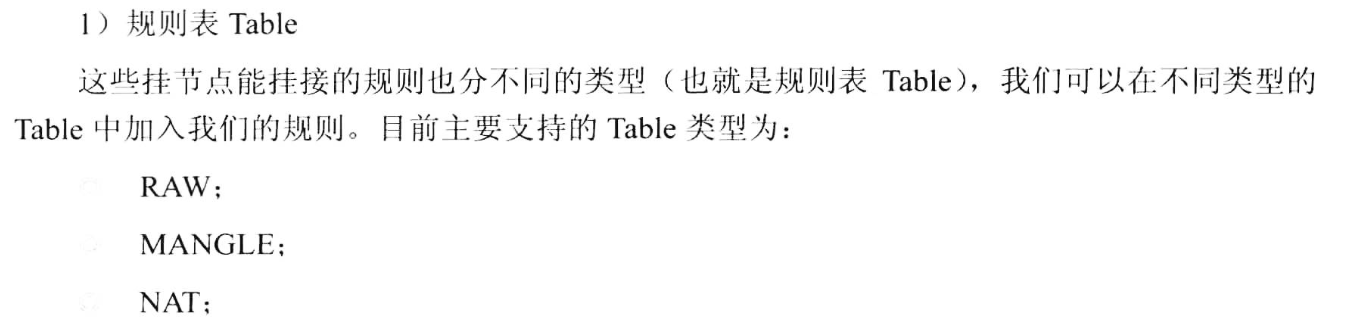 1）规则表 Table
这些挂节点能挂接的规则也分不同的类型（也就是规则表 Table），我们可以在不同类型的
Table 中加入我们的规则。目前主要支持的 Table 类型为：
RAW；
MANGLE；
NAT；